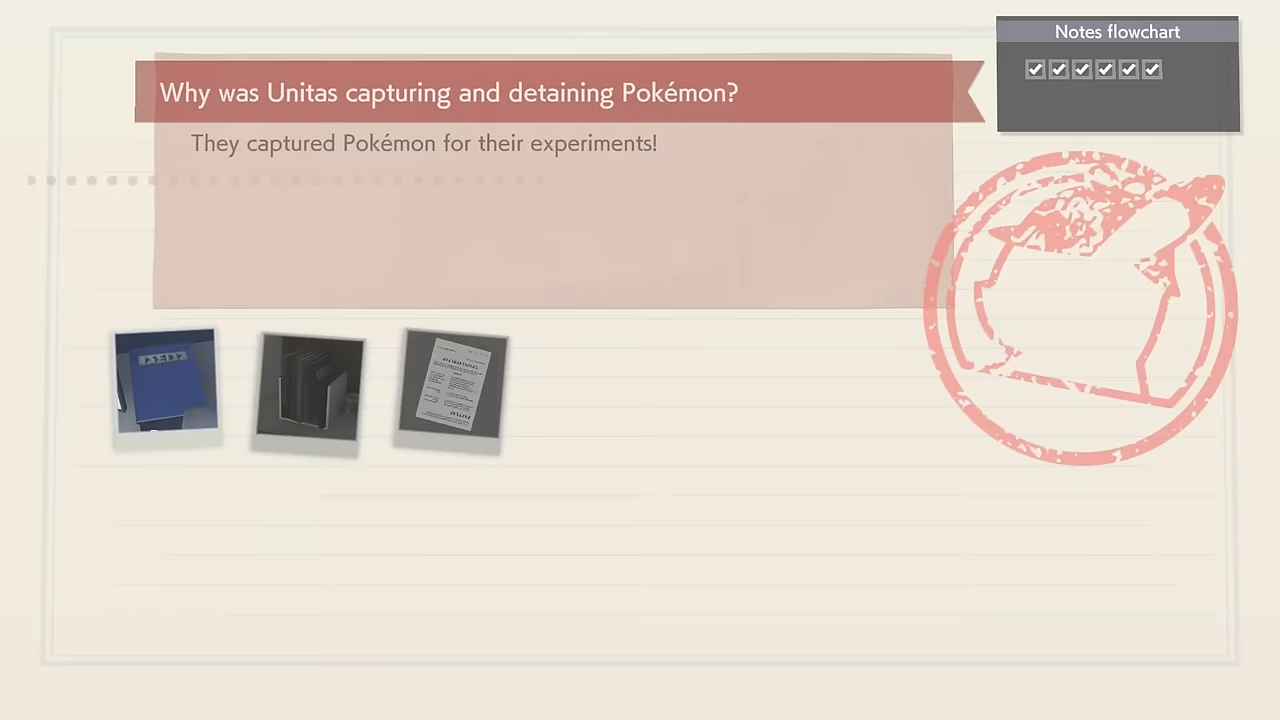 Notes flowchart
Why was Unitas capturing and detaining Pokémon?
They captured Pokémon for their experiments!